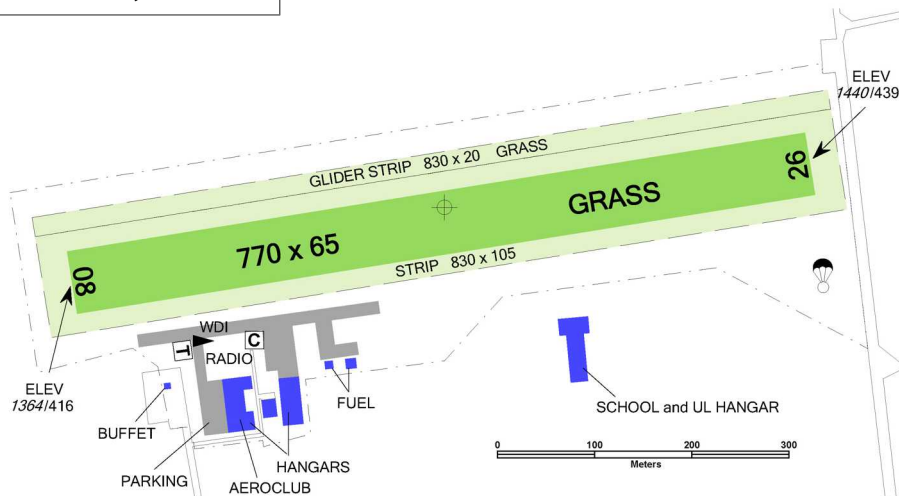 ELEV
1440/439
GLIDER STRIP 830 x 20 GRASS
26
GRASS
770 x 65
STRIP 830 x 105
08
WDI
C
T
RADIO
ELEV
1364/416
FUEL
SCHOOL and UL HANGAR
BUFFET
HANGARS
PARKING
AEROCLUB
0 100 200 300
Meters